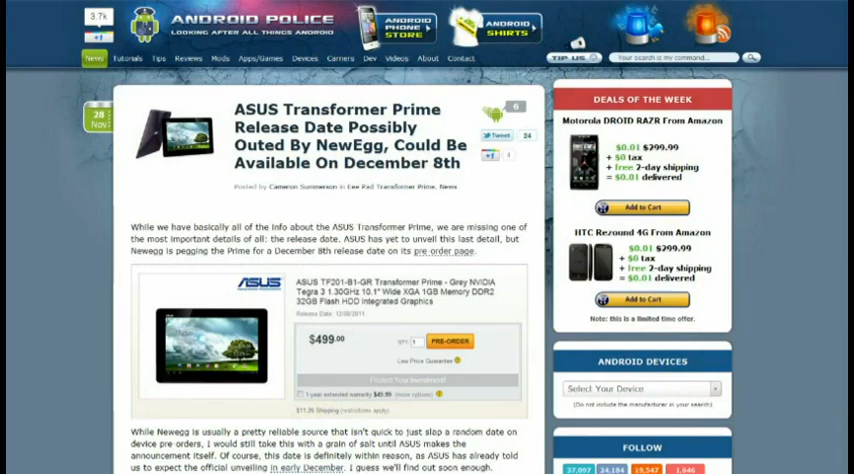 3.7k
+1
ANDROID POLICE
LOOKING AFTER ALL THINGS ANDROID
ANDROID
PHONE
STORE
ANDROID
SHIRTS
News Tutorials Tips Reviews Mods Apps/Games Devices Carriers Dev Videos About Contact
TIP US
Your search is my command...
28
Nov
ASUS Transformer Prime
Release Date Possibly
Outed By NewEgg, Could Be
Available On December 8th
6
Tweet 24
+1 4
Posted by Cameron Summerson in Eee Pad Transformer Prime, News
While we have basically all of the info about the ASUS Transformer Prime, we are missing one of
the most important details of all: the release date. ASUS has yet to unveil this last detail, but
Newegg is pegging the Prime for a December 8th release date on its pre-order page.
ASUS
ASUS TF201-B1-GR Transformer Prime - Grey NVIDIA
Tegra 3 1.30GHz 10.1" Wide XGA 1GB Memory DDR2
32GB Flash HDD Integrated Graphics
Release Date: 12/08/2011
$499.00
QTY: 1 PRE-ORDER
Low Price Guarantee
Protect Your Investment!
1-year extended warranty $49.99 (more options)
$11.26 Shipping (restrictions apply)
While Newegg is usually a pretty reliable source that isn't quick to just slap a random date on
device pre-orders, I would still take this with a grain of salt until ASUS makes the
announcement itself. Of course, this date is definitely within reason, as ASUS has already told
us to expect the official unveiling in early December. I guess we'll find out soon enough.
DEALS OF THE WEEK
Motorola DROID RAZR From Amazon
$0.01 $299.99
+ $0 tax
+ free 2-day shipping
= $0.01 delivered
Add to Cart
HTC Rezound 4G From Amazon
$0.01 $299.99
+ $0 tax
+ free 2-day shipping
= $0.01 delivered
Add to Cart
Note: this is a limited time offer.
ANDROID DEVICES
Select Your Device
(Do not include the manufacturer in your search)
FOLLOW
37,097 24,184 19,547 1,646